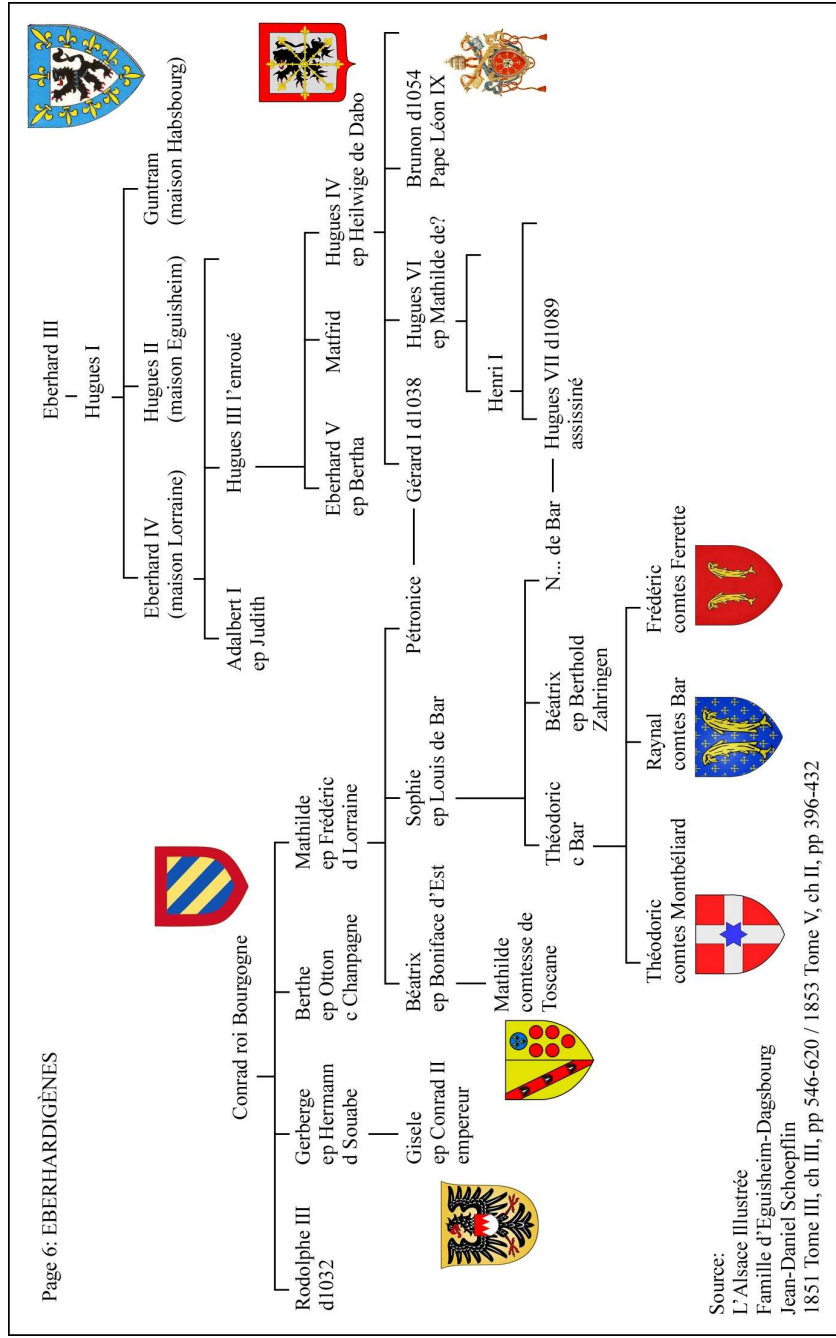 Page 6: EBERHARDIGÈNES
Eberhard III
Hugues I
Eberhard IV
(maison Lorraine)
Hugues II
(maison Eguisheim)
Guntram
(maison Habsbourg)
Adalbert I
ep Judith
Hugues III l'enroué
Eberhard V
ep Bertha
Matfrid
Hugues IV
ep Heilwige de Dabo
Conrad roi Bourgogne
Rodolphe III
d1032
Gerberge
ep Hermann
d Souabe
Berthe
ep Otton
c Chanpagne
Mathilde
ep Frédéric
d Lorraine
Gisele
ep Conrad II
empereur
Béatrix
ep Boniface d'Est
Sophie
ep Louis de Bar
Pétronice
Gérard I d1038
Hugues VI
ep Mathilde de?
Brunon d1054
Pape Léon IX
Mathilde
comtesse de
Toscane
Henri I
Théodoric
c Bar
Béatrix
ep Berthold
Zahringen
N... de Bar
Hugues VII d1089
assissiné
Théodoric
comtes Montbéliard
Raynal
comtes Bar
Frédéric
comtes Ferrette
Source:
L'Alsace Illustrée
Famille d'Eguisheim-Dagsbourg
Jean-Daniel Schoepflin
1851 Tome III, ch III, pp 546-620 / 1853 Tome V, ch II, pp 396-432